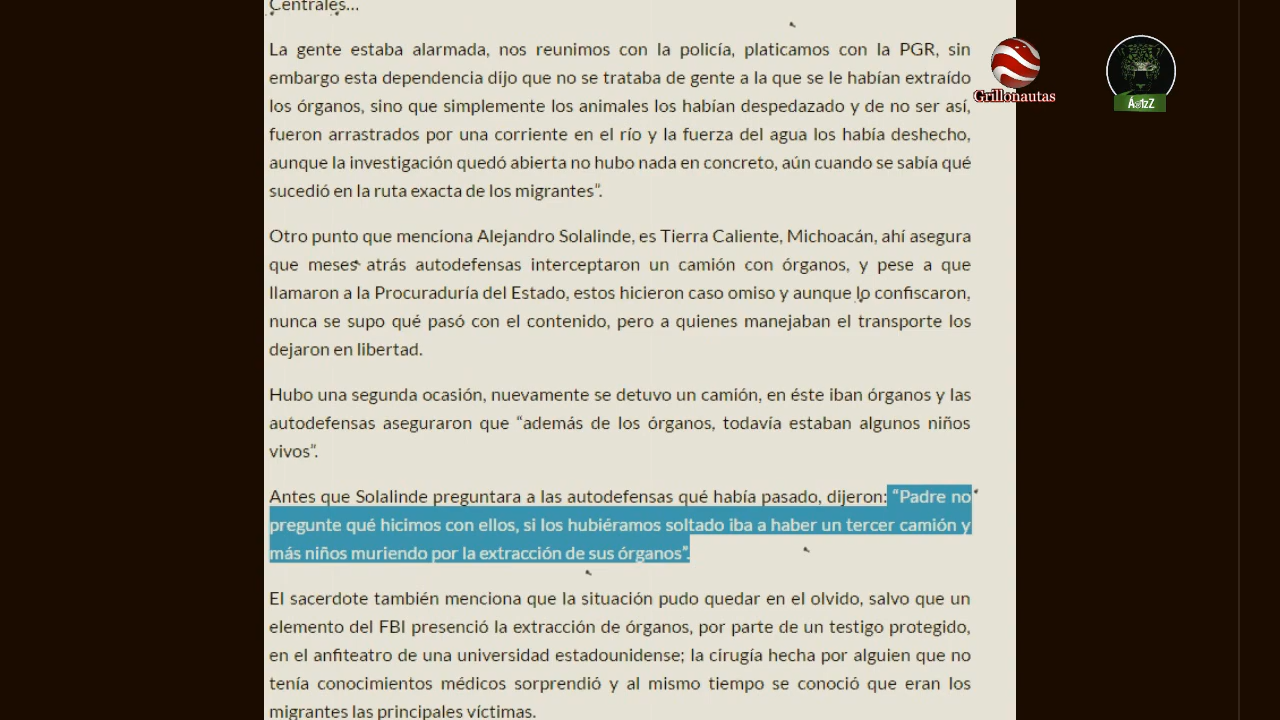 Centrales...
La gente estaba alarmada, nos reunimos con la policía, platicamos con la PGR, sin
embargo esta dependencia dijo que no se trataba de gente a la que se le habían extraído
los órganos, sino que simplemente los animales los habían despedazado y de no ser así,
fueron arrastrados por una corriente en el río y la fuerza del agua los había deshecho,
aunque la investigación quedó abierta no hubo nada en concreto, aún cuando se sabía qué
sucedió en la ruta exacta de los migrantes”.
Otro punto que menciona Alejandro Solalinde, es Tierra Caliente, Michoacán, ahí asegura
que meses atrás autodefensas interceptaron un camión con órganos, y pese a que
llamaron a la Procuraduría del Estado, estos hicieron caso omiso y aunque lo confiscaron,
nunca se supo qué pasó con el contenido, pero a quienes manejaban el transporte los
dejaron en libertad.
Hubo una segunda ocasión, nuevamente se detuvo un camión, en éste iban órganos y las
autodefensas aseguraron que “además de los órganos, todavía estaban algunos niños
vivos”.
Antes que Solalinde preguntara a las autodefensas qué había pasado, dijeron: “Padre no
pregunte qué hicimos con ellos, si los hubiéramos soltado iba a haber un tercer camión y
más niños muriendo por la extracción de sus órganos”.
El sacerdote también menciona que la situación pudo quedar en el olvido, salvo que un
elemento del FBI presenció la extracción de órganos, por parte de un testigo protegido,
en el anfiteatro de una universidad estadounidense; la cirugía hecha por alguien que no
tenía conocimientos médicos sorprendió y al mismo tiempo se conoció que eran los
migrantes las principales víctimas.
Grillonautas